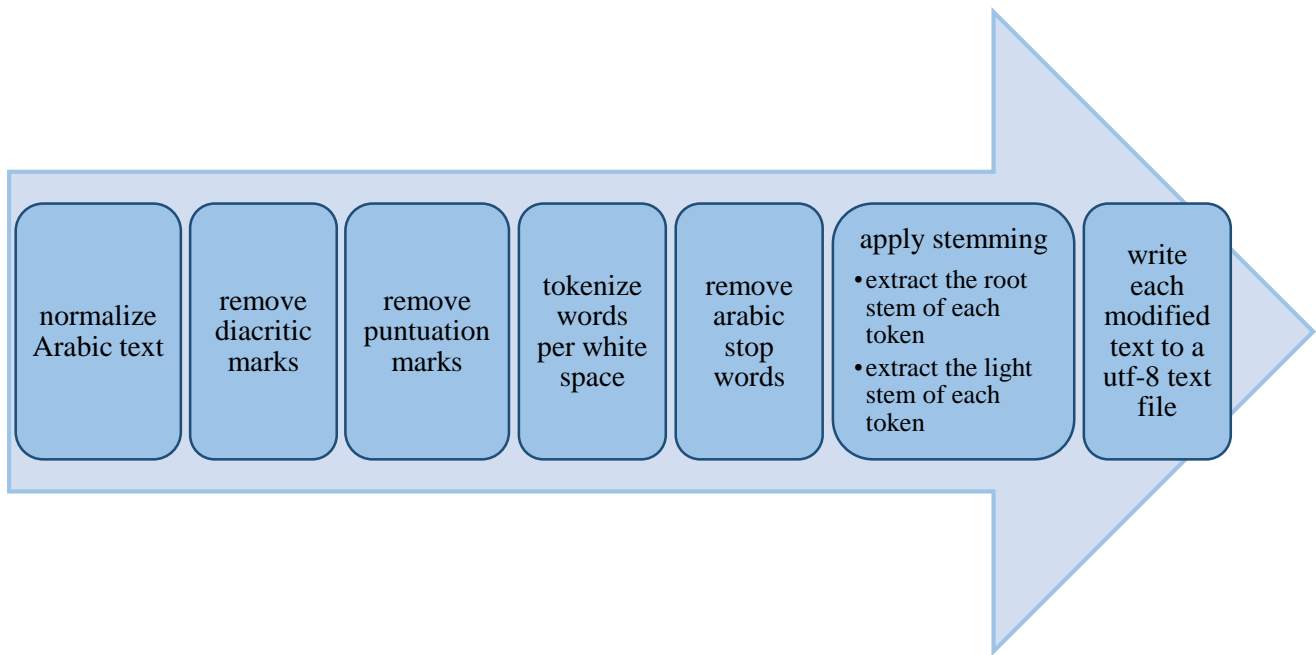 normalize
Arabic text
remove
diacritic
marks
remove
puntuation
marks
tokenize
words
per white
space
remove
arabic
stop
words
apply stemming
•extract the root
stem of each
token
•extract the light
stem of each
token
write
each
modified
text to a
utf-8 text
file